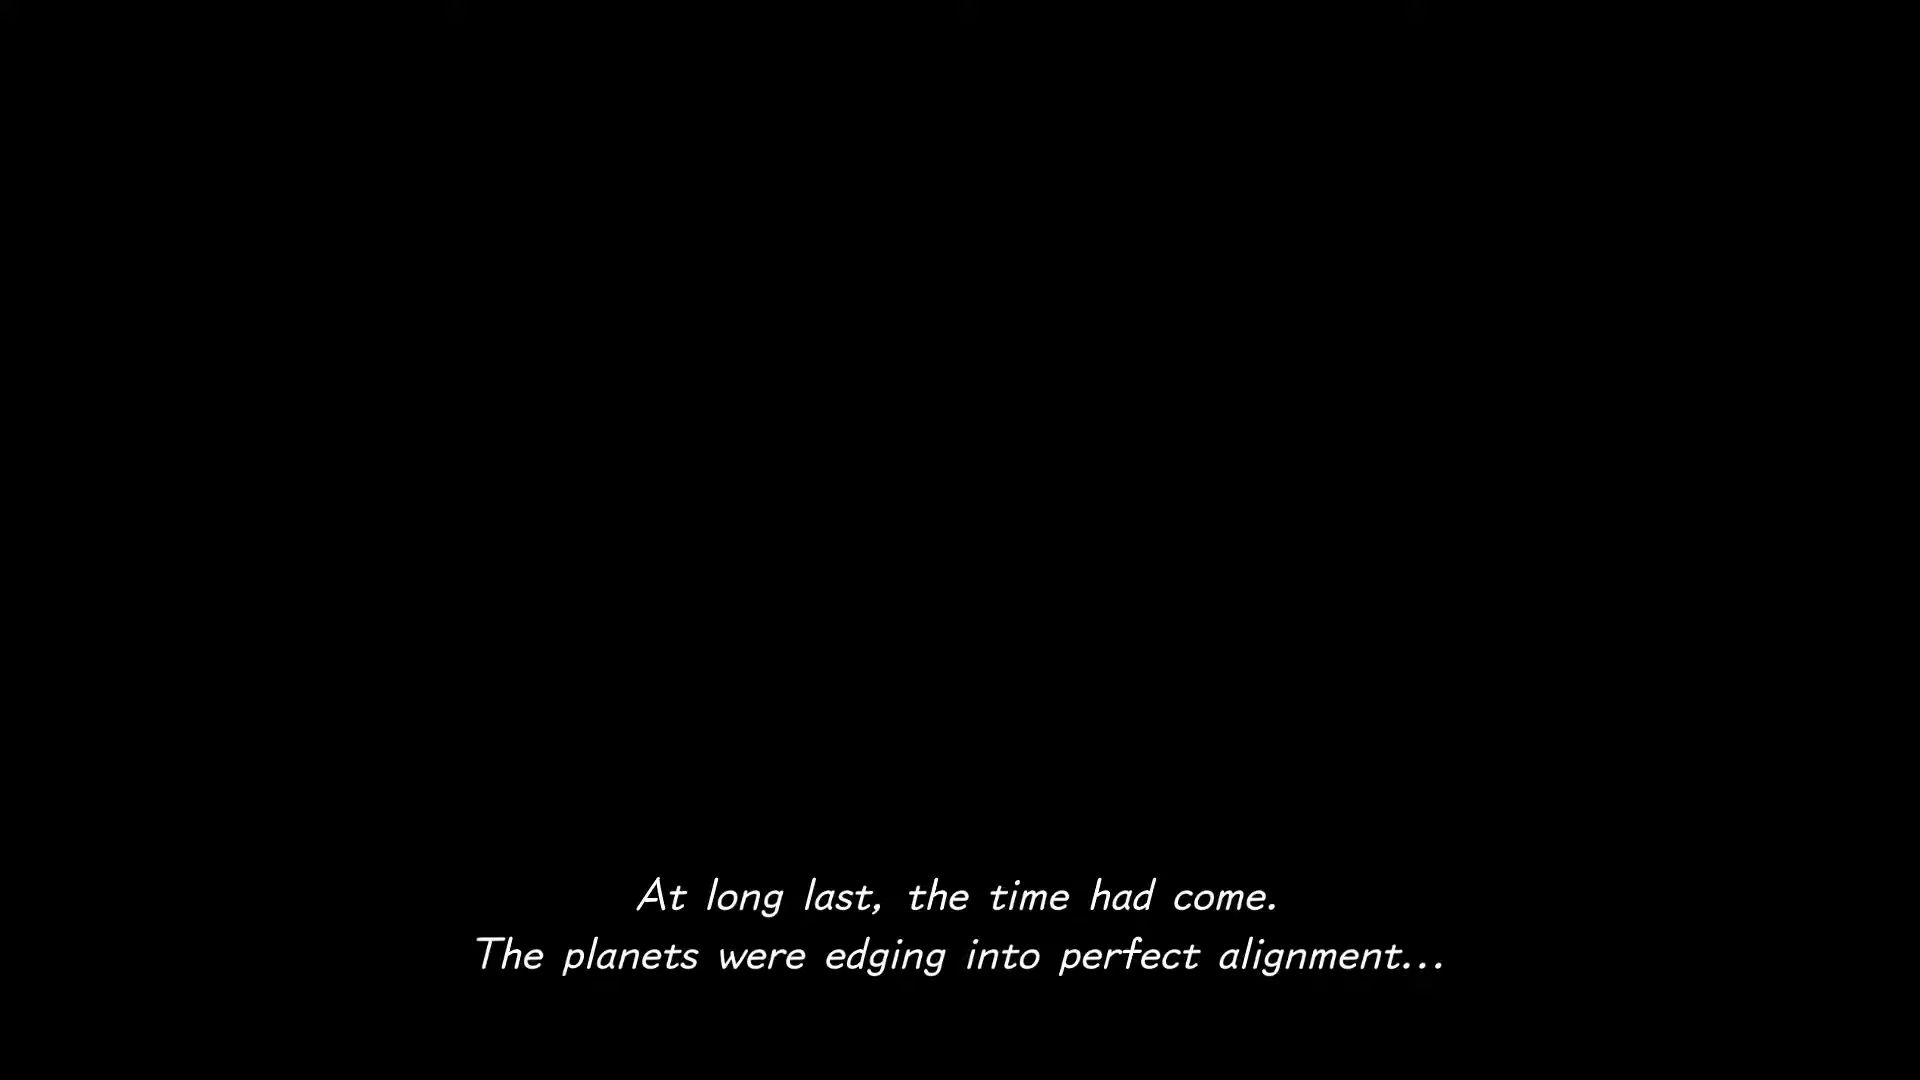 At long last, the time had come.
The planets were edging into perfect alignment...